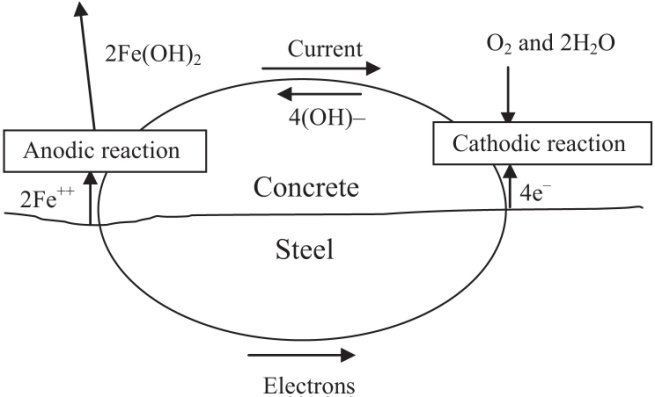 2Fe(OH)₂
Current
O₂ and 2H₂O
4(OH)–
Anodic reaction
Cathodic reaction
2Fe⁺⁺
Concrete
4e⁻
Steel
Electrons